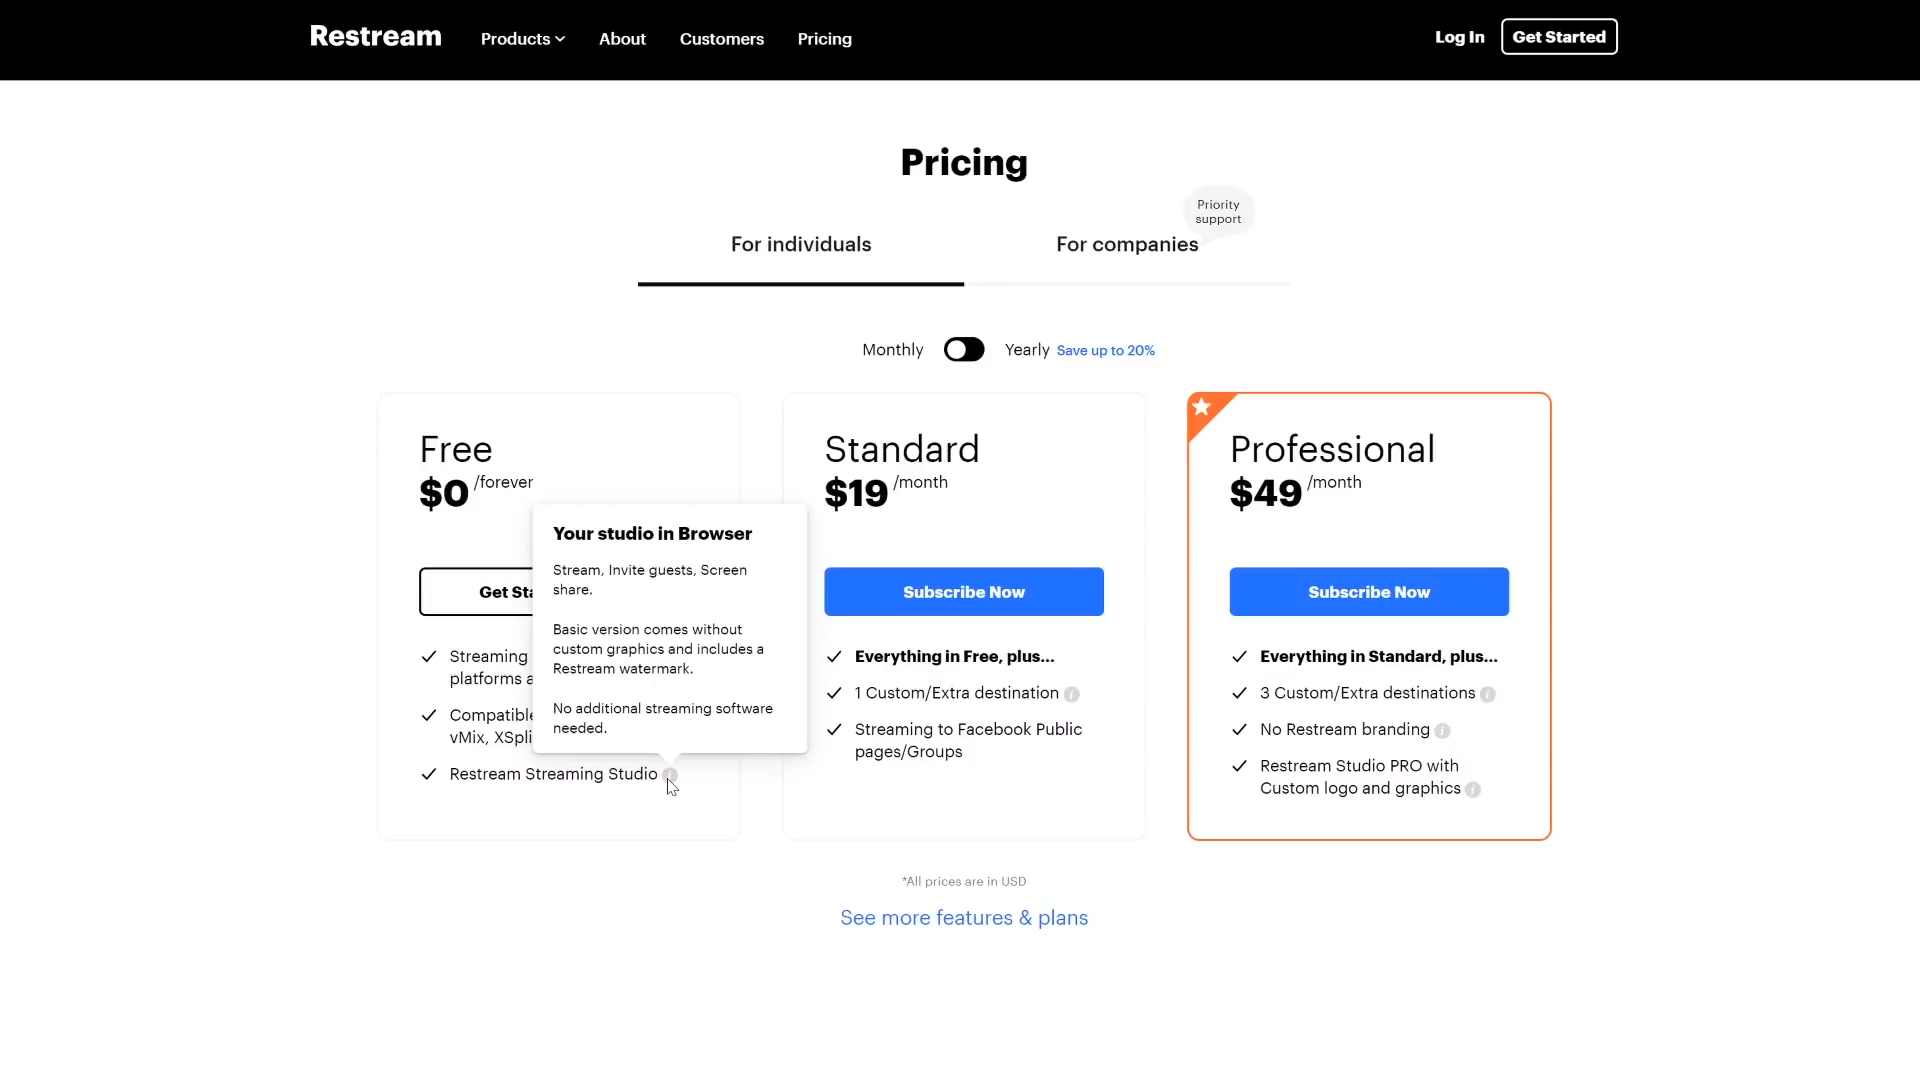 Restream
Products
About
Customers
Pricing
Log In
Get Started
Pricing
Priority
support
For individuals
For companies
Monthly
Yearly
Save up to 20%
Free
$0 /forever
Get Sta
Streaming
platforms a
Compatible
vMix, XSpli
Restream Streaming Studio
Your studio in Browser
Stream, Invite guests, Screen
share.
Basic version comes without
custom graphics and includes a
Restream watermark.
No additional streaming software
needed.
Standard
$19 /month
Subscribe Now
Everything in Free, plus...
1 Custom/Extra destination
Streaming to Facebook Public
pages/Groups
Professional
$49 /month
Subscribe Now
Everything in Standard, plus...
3 Custom/Extra destinations
No Restream branding
Restream Studio PRO with
Custom logo and graphics
*All prices are in USD
See more features & plans